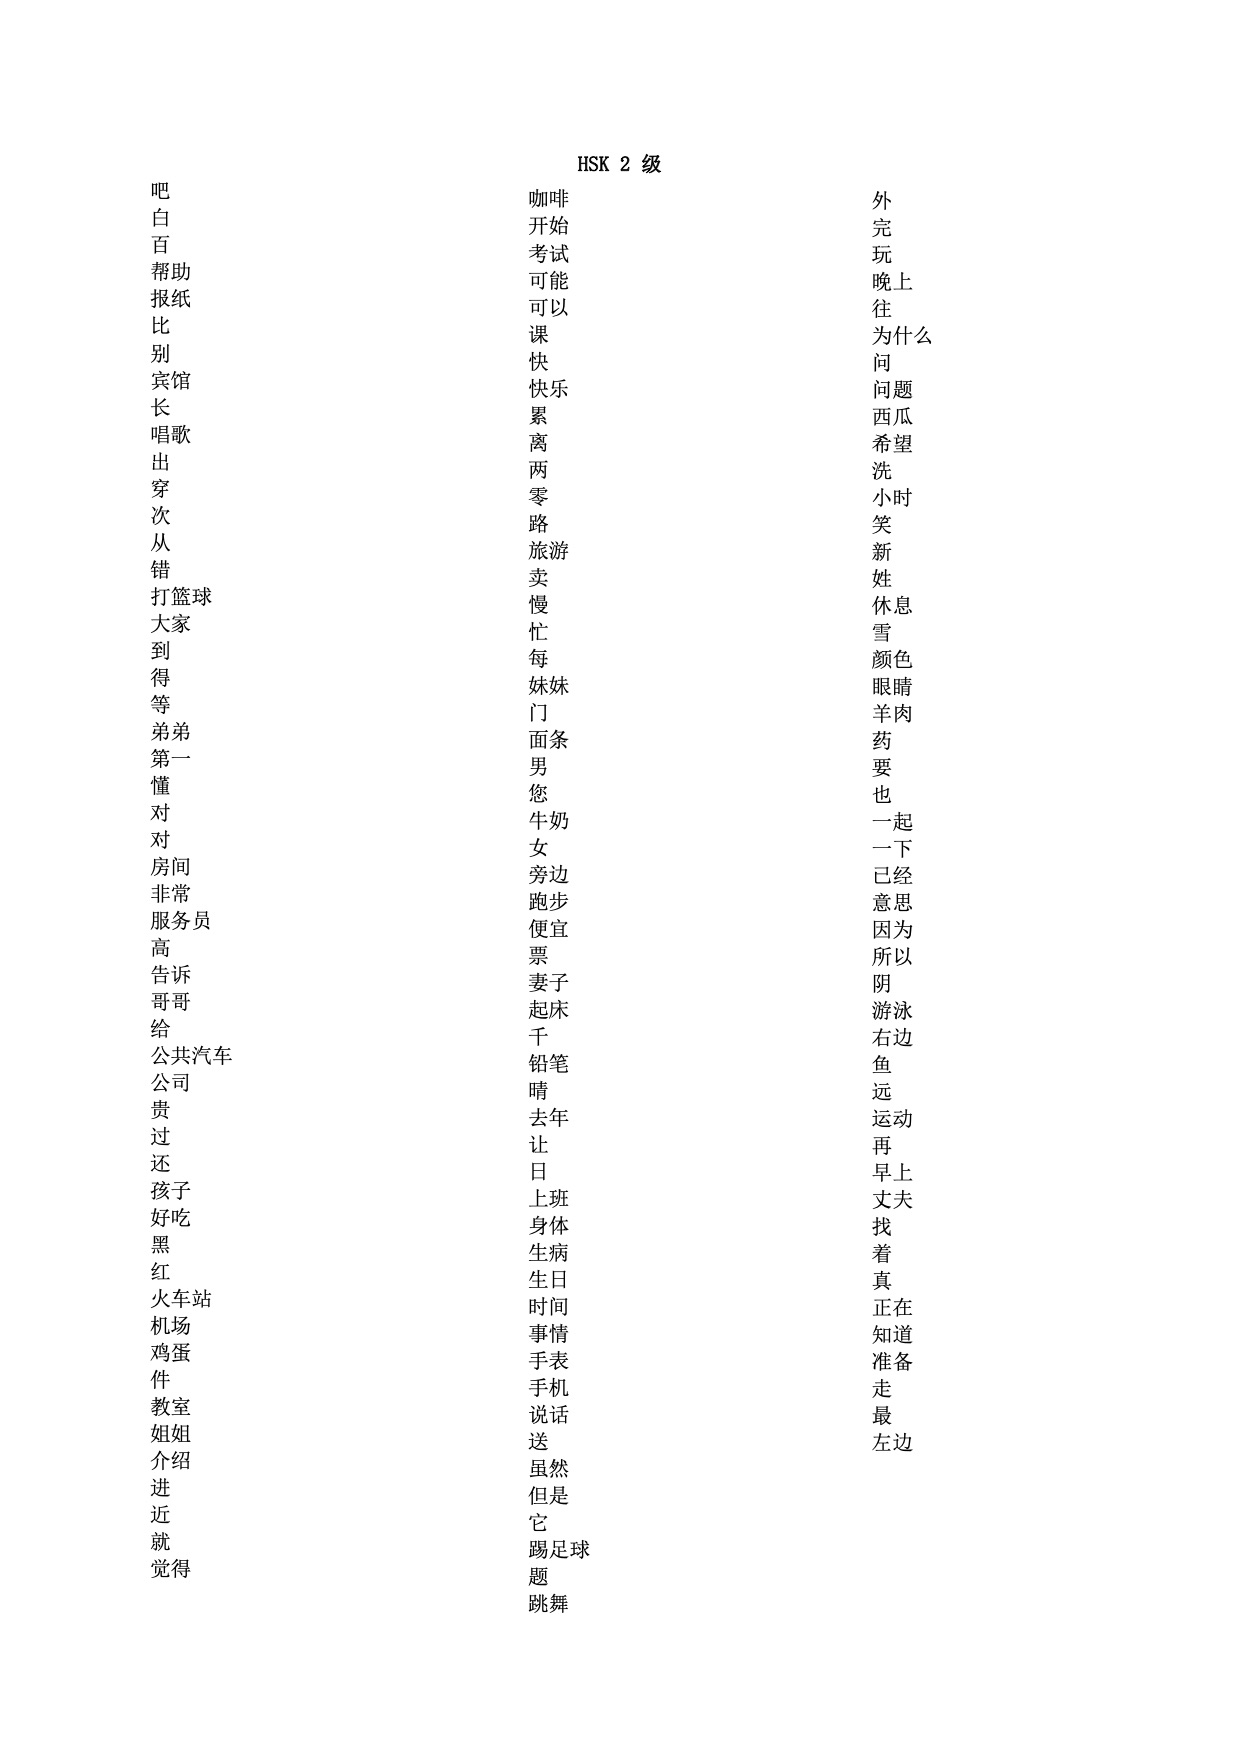 HSK 2 级
吧
白
百
帮助
报纸
比
别
宾馆
长
唱歌
出
穿
次
从
错
打篮球
大家
到
得
等
弟弟
第一
懂
对
对
房间
非常
服务员
高
告诉
哥哥
给
公共汽车
公司
贵
过
还
孩子
好吃
黑
红
火车站
机场
鸡蛋
件
教室
姐姐
介绍
进
近
就
觉得
咖啡
开始
考试
可能
可以
课
快
快乐
累
离
两
零
路
旅游
卖
慢
忙
每
妹妹
门
面条
男
您
牛奶
女
旁边
跑步
便宜
票
妻子
起床
千
铅笔
晴
去年
让
日
上班
身体
生病
生日
时间
事情
手表
手机
说话
送
虽然
但是
它
踢足球
题
跳舞
外
完
玩
晚上
往
为什么
问
问题
西瓜
希望
洗
小时
笑
新
姓
休息
雪
颜色
眼睛
羊肉
药
要
也
一起
一下
已经
意思
因为
所以
阴
游泳
右边
鱼
远
运动
再
早上
丈夫
找
着
真
正在
知道
准备
走
最
左边